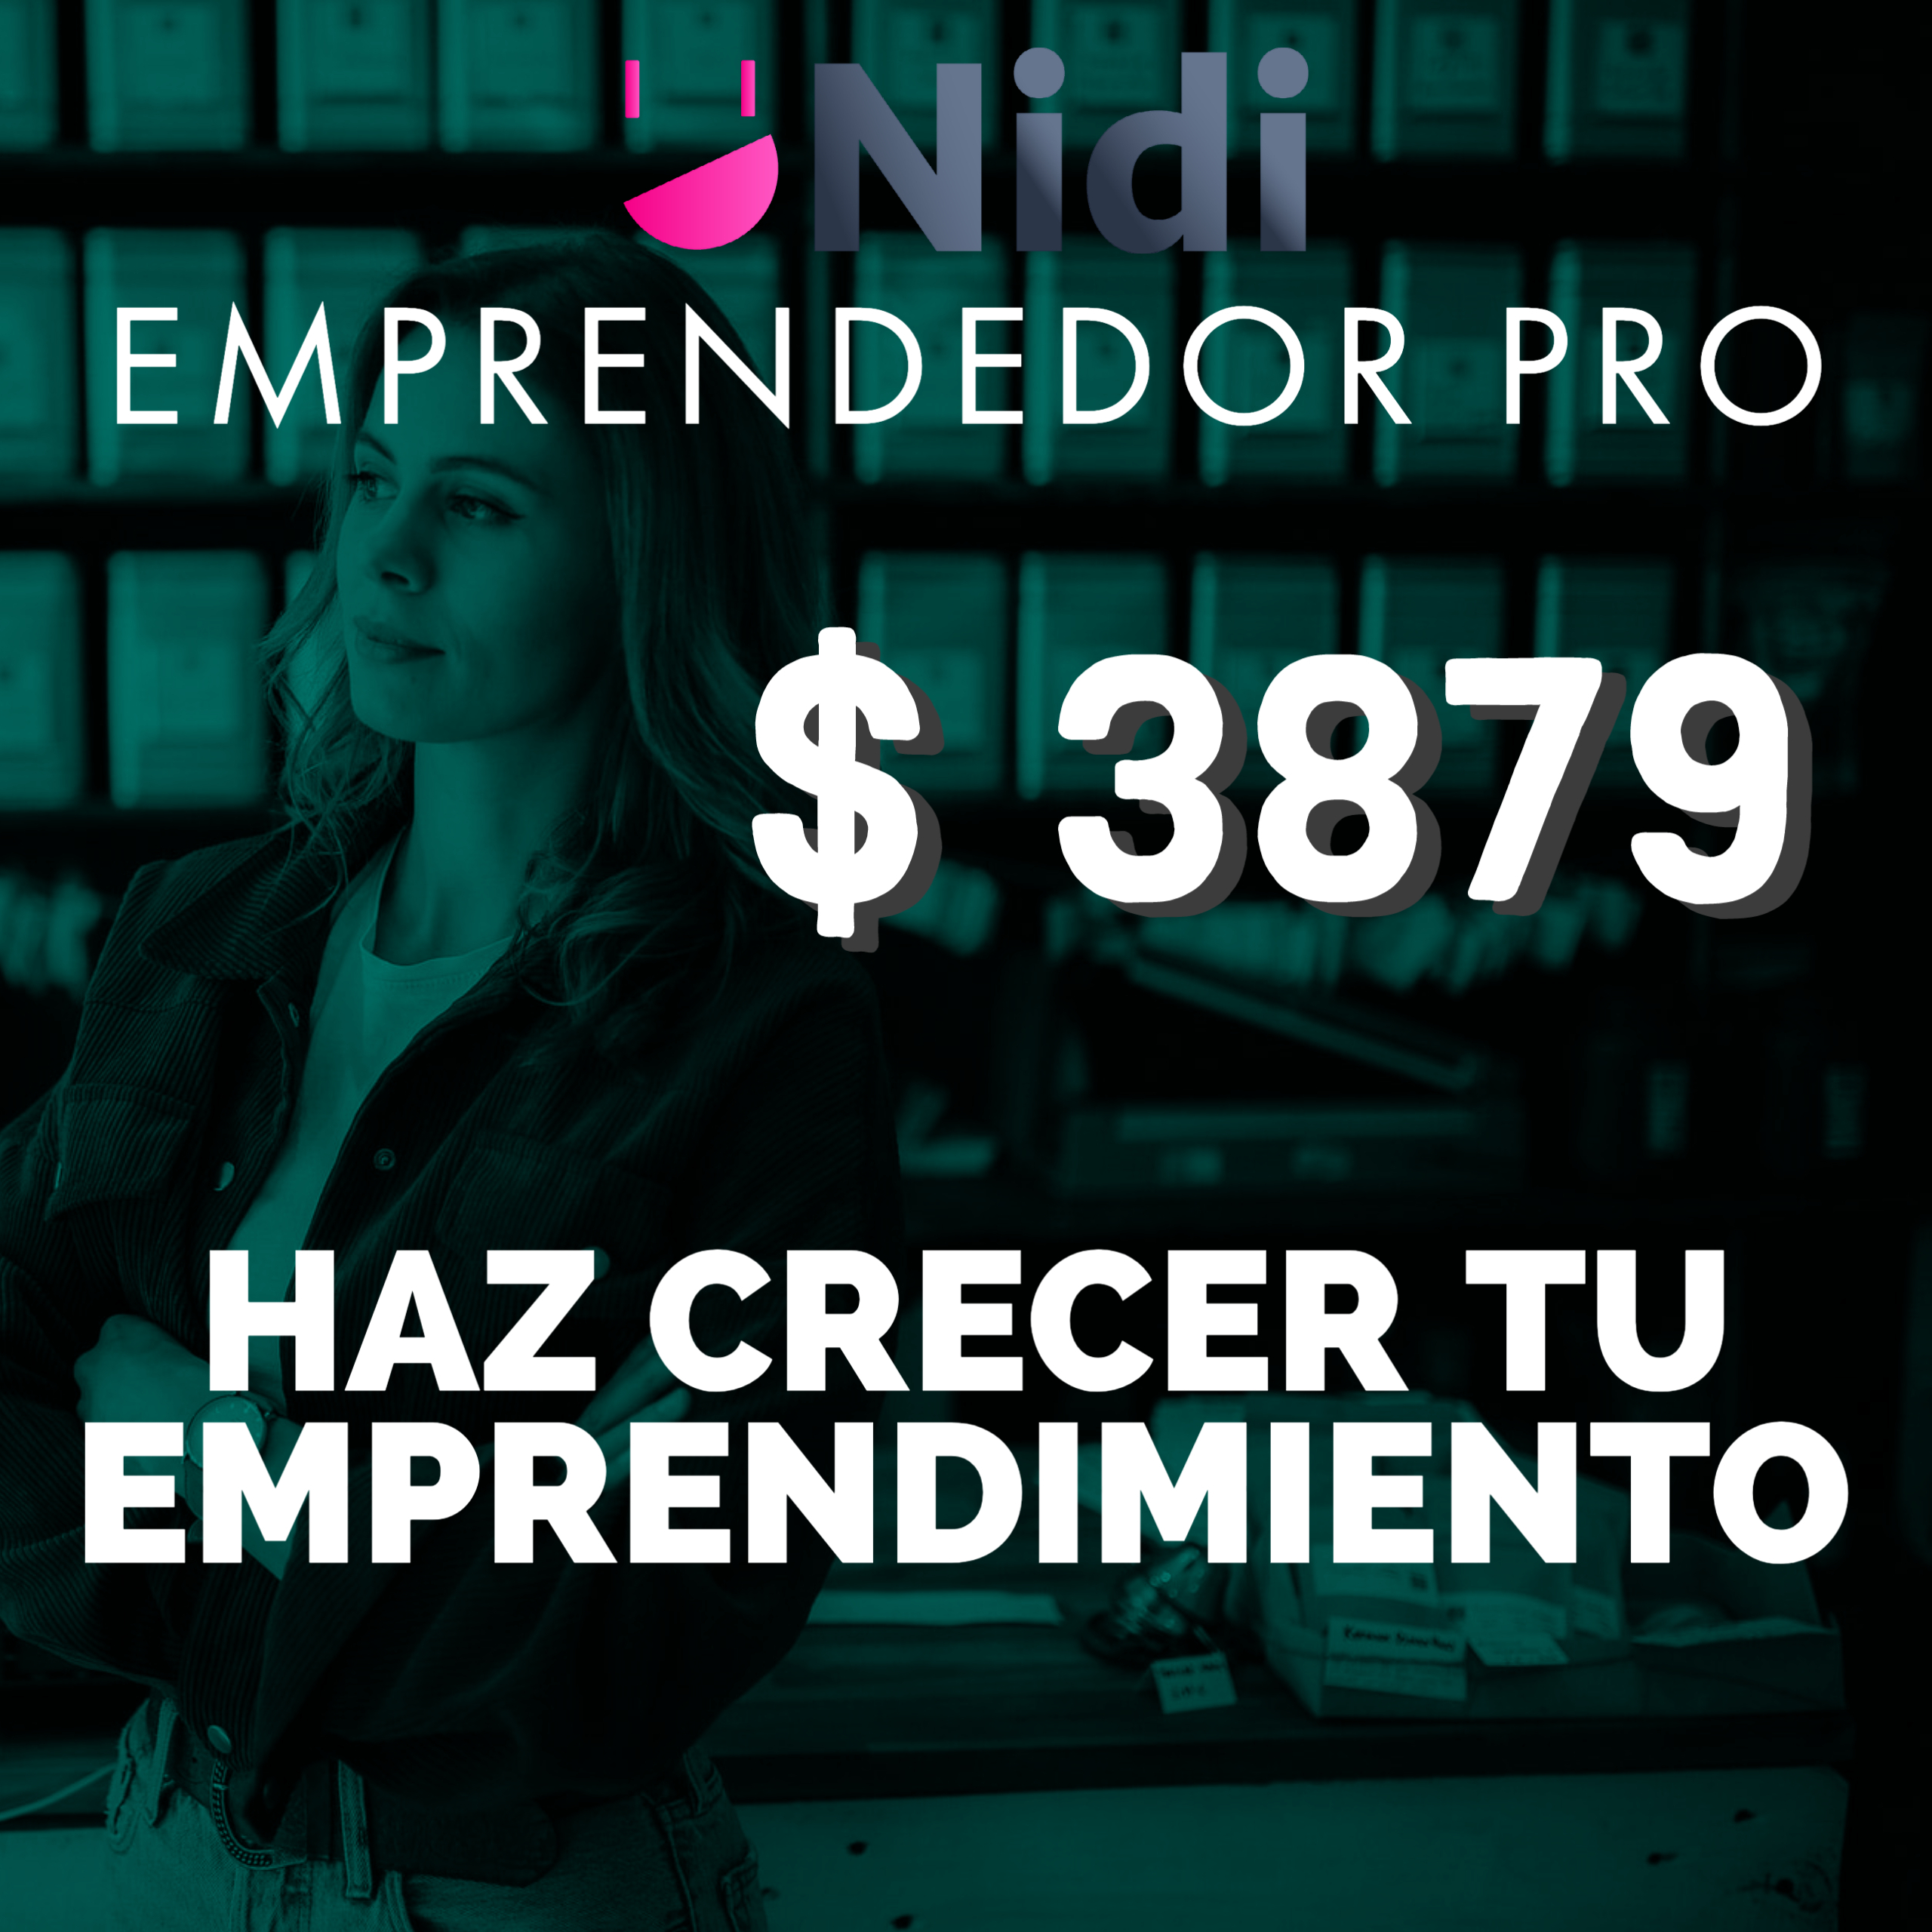 Nidi
EMPRENDEDOR PRO
$ 3879
HAZ CRECER TU
EMPRENDIMIENTO